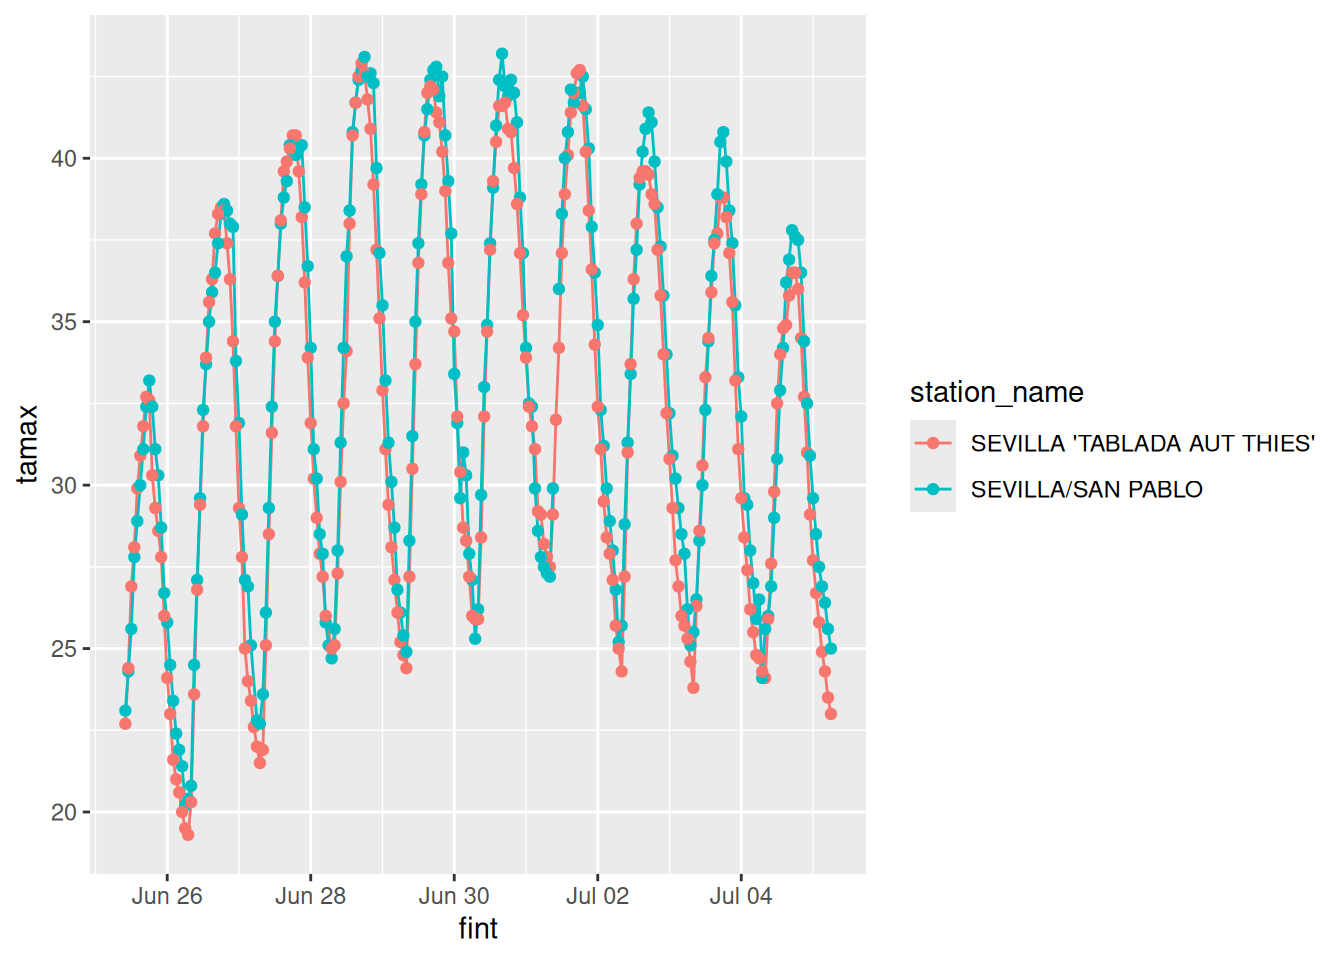 tamax
40
35
30
25
20
Jun 26
Jun 28
Jun 30
Jul 02
Jul 04
fint
station_name
SEVILLA 'TABLADA AUT THIES'
SEVILLA/SAN PABLO